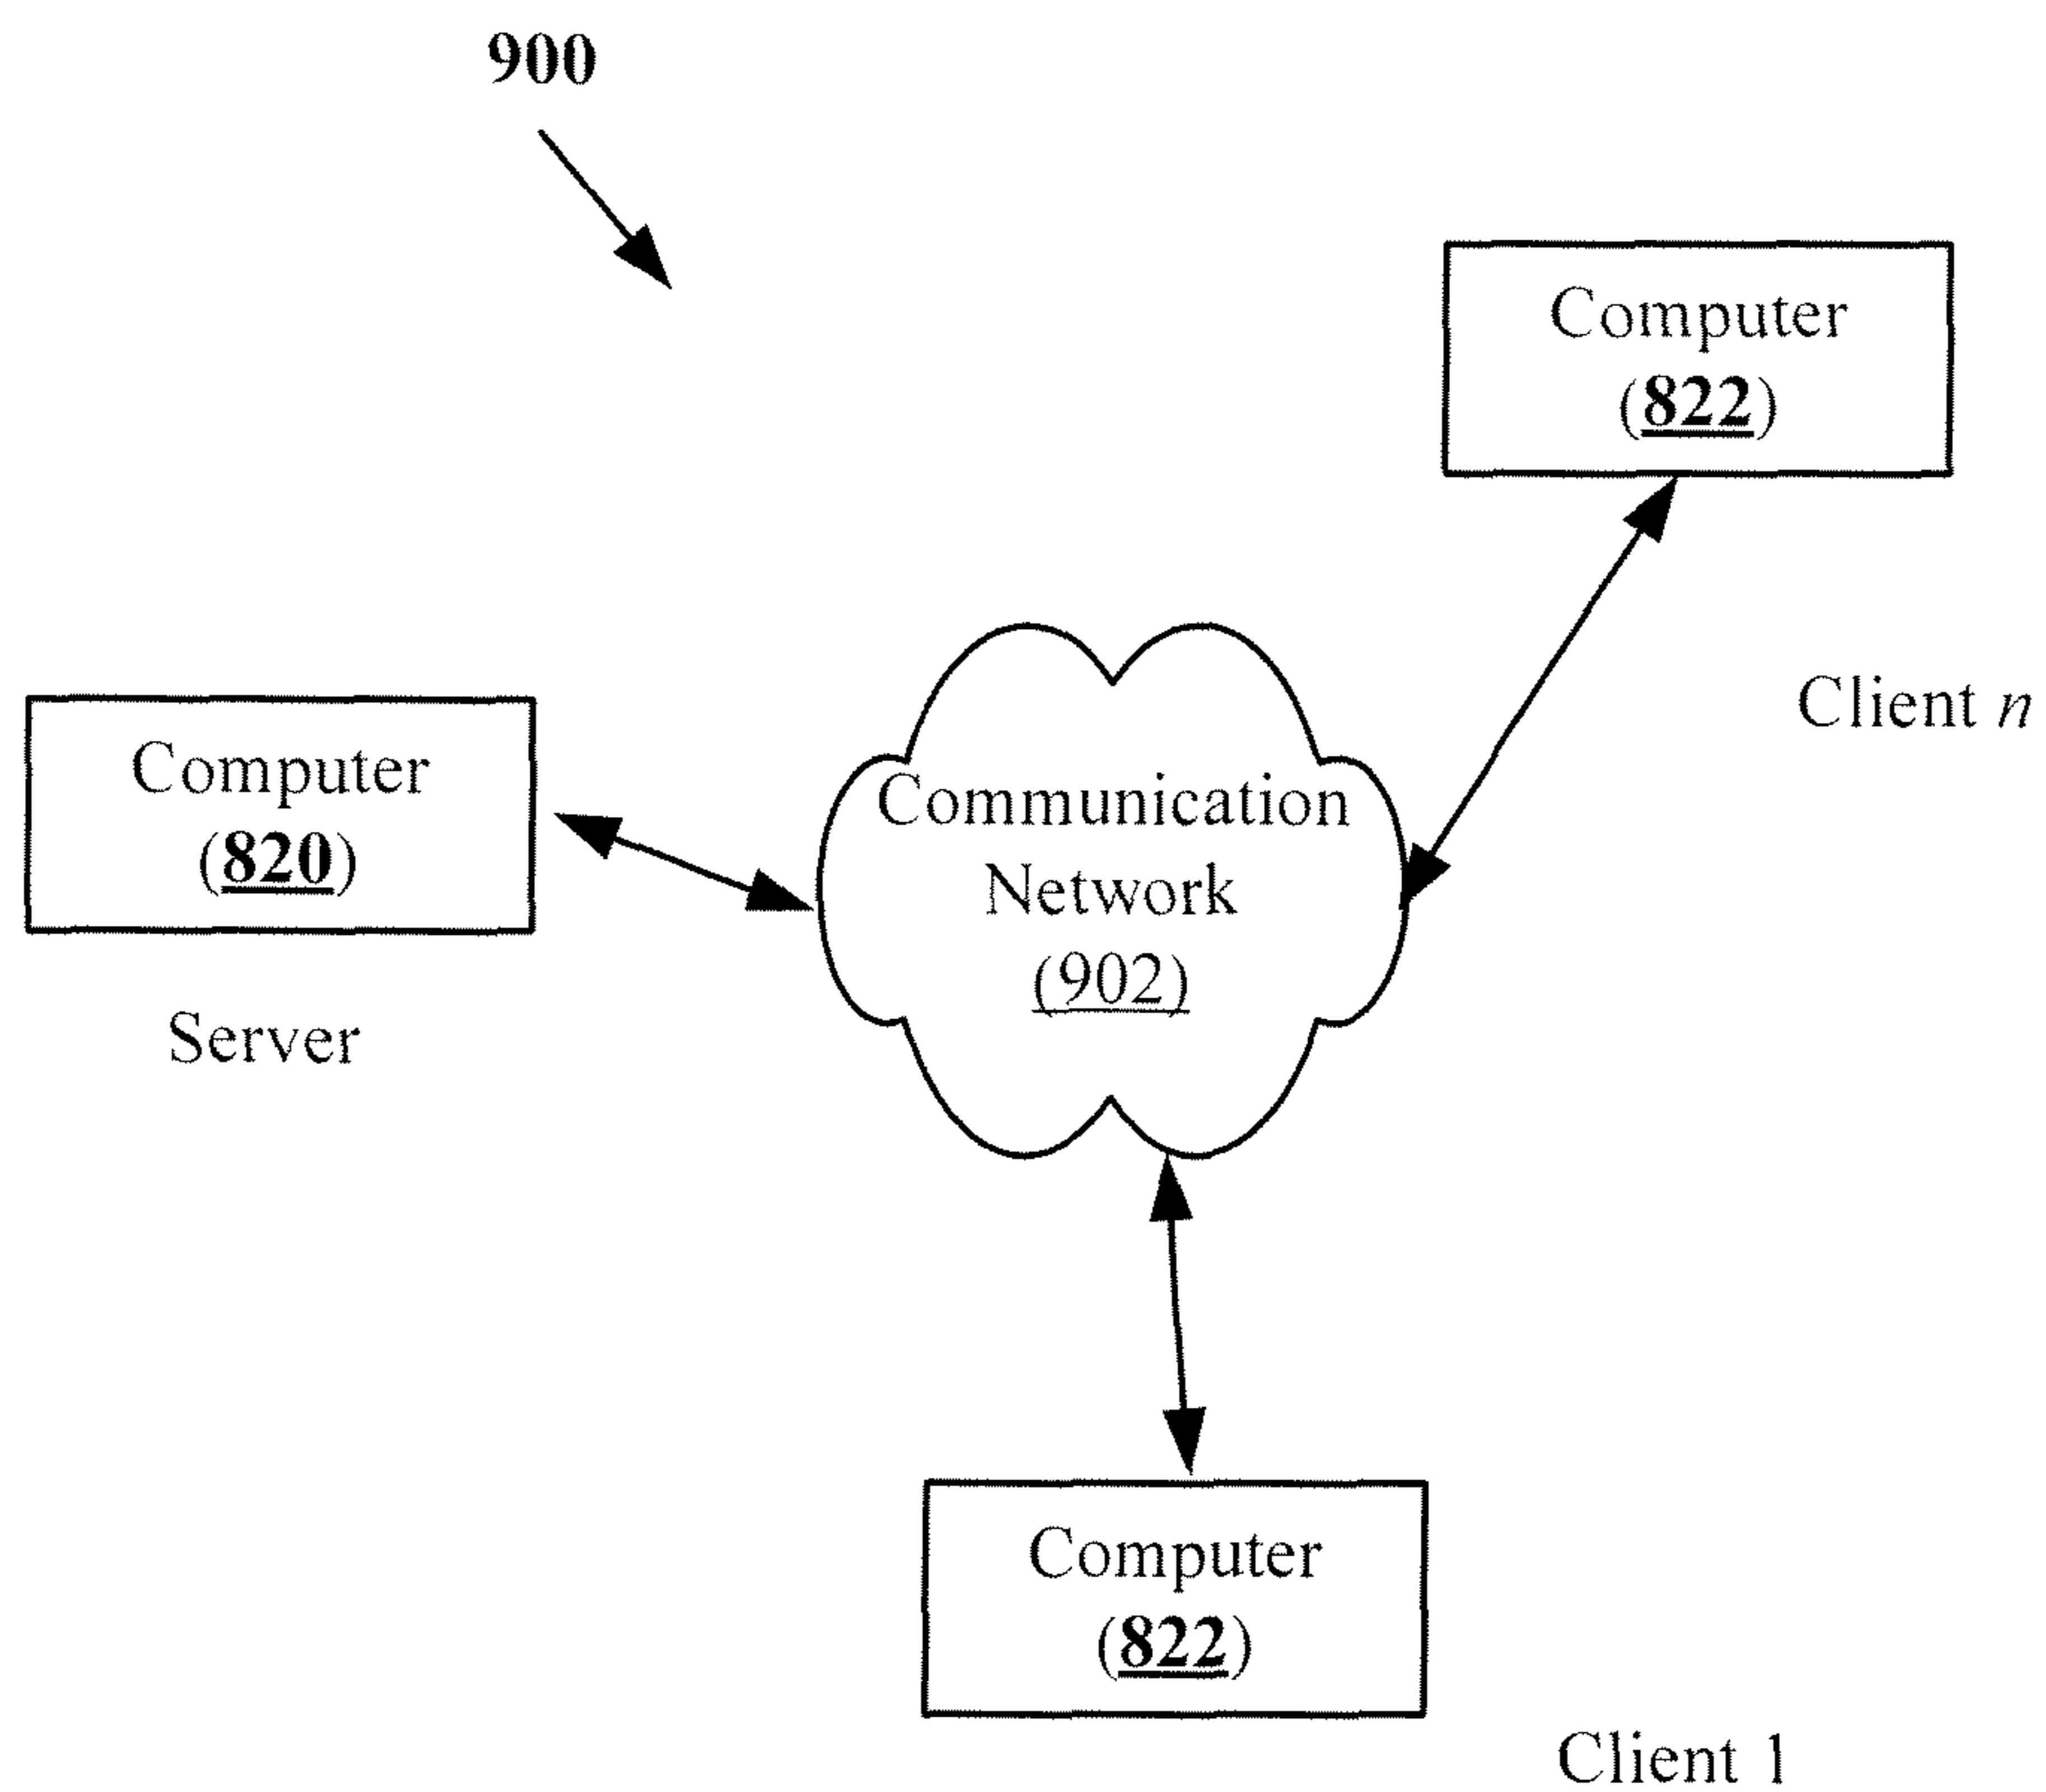 900
Computer
(822)
Client n
Computer
(820)
Server
Communication
Network
(902)
Computer
(822)
Client 1